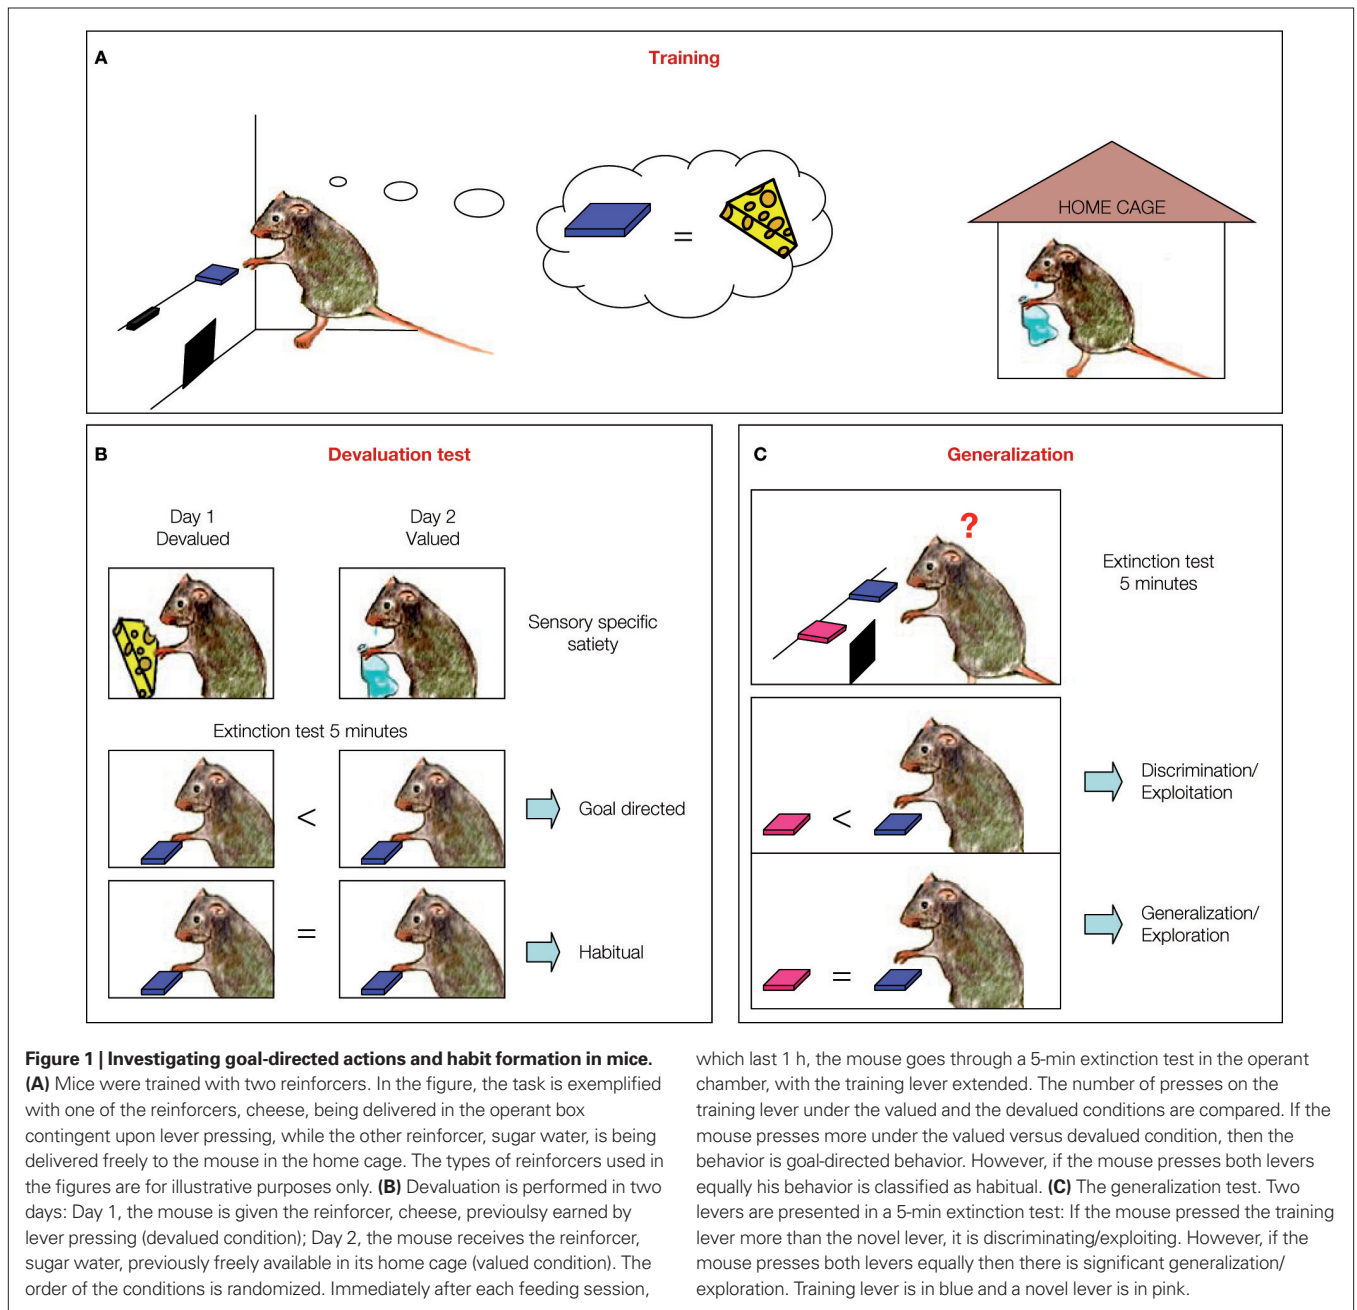 A
Training
=
HOME CAGE
B
Devaluation test
Day 1
Devalued
Day 2
Valued
Sensory specific
satiety
Extinction test 5 minutes
<
Goal directed
=
Habitual
C
Generalization
?
Extinction test
5 minutes
<
Discrimination/
Exploitation
=
Generalization/
Exploration
Figure 1 | Investigating goal-directed actions and habit formation in mice.
(A) Mice were trained with two reinforcers. In the figure, the task is exemplified
with one of the reinforcers, cheese, being delivered in the operant box
contingent upon lever pressing, while the other reinforcer, sugar water, is being
delivered freely to the mouse in the home cage. The types of reinforcers used in
the figures are for illustrative purposes only. (B) Devaluation is performed in two
days: Day 1, the mouse is given the reinforcer, cheese, previoulsy earned by
lever pressing (devalued condition); Day 2, the mouse receives the reinforcer,
sugar water, previously freely available in its home cage (valued condition). The
order of the conditions is randomized. Immediately after each feeding session,
which last 1 h, the mouse goes through a 5-min extinction test in the operant
chamber, with the training lever extended. The number of presses on the
training lever under the valued and the devalued conditions are compared. If the
mouse presses more under the valued versus devalued condition, then the
behavior is goal-directed behavior. However, if the mouse presses both levers
equally his behavior is classified as habitual. (C) The generalization test. Two
levers are presented in a 5-min extinction test: If the mouse pressed the training
lever more than the novel lever, it is discriminating/exploiting. However, if the
mouse presses both levers equally then there is significant generalization/
exploration. Training lever is in blue and a novel lever is in pink.